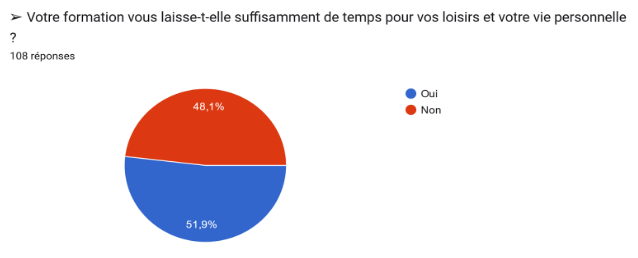 ➢ Votre formation vous laisse-t-elle suffisamment de temps pour vos loisirs et votre vie personnelle
?
108 réponses
Oui
Non
48,1%
51,9%